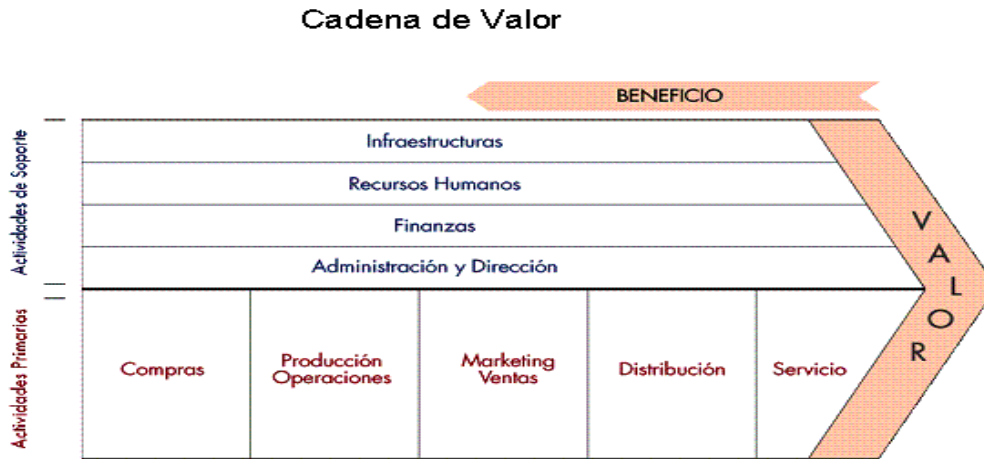 Cadena de Valor
BENEFICIO
Actividades de Soporte
Infraestructuras
Recursos Humanos
Finanzas
Administración y Dirección
VALOR
Actividades Primarias
Compras
Producción
Operaciones
Marketing
Ventas
Distribución
Servicio